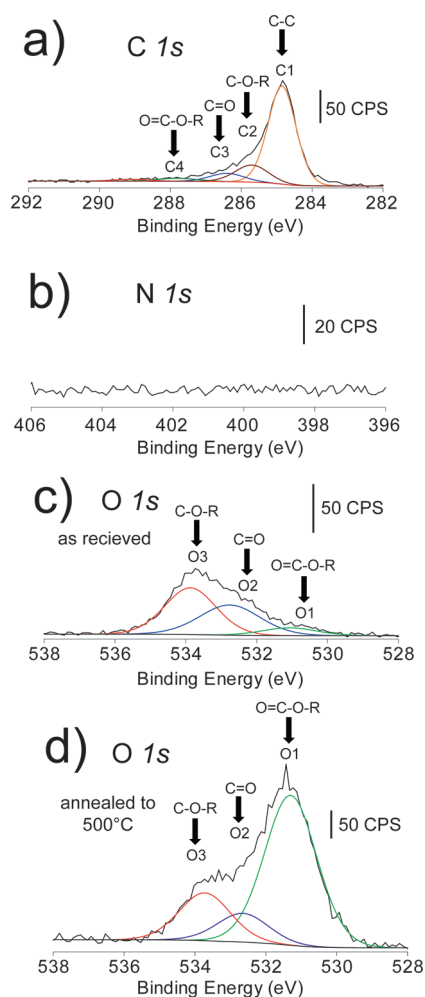 a)
C 1s
C-C
C1
50 CPS
C-O-R
C2
C=O
C3
O=C-O-R
C4
292 290 288 286 284 282
Binding Energy (eV)
b)
N 1s
20 CPS
406 404 402 400 398 396
Binding Energy (eV)
c)
O 1s
50 CPS
as recieved
C-O-R
O3
C=O
O2
O=C-O-R
O1
538 536 534 532 530 528
Binding Energy (eV)
d)
O 1s
O=C-O-R
O1
annealed to
500°C
C=O
O2
C-O-R
O3
50 CPS
538 536 534 532 530 528
Binding Energy (eV)